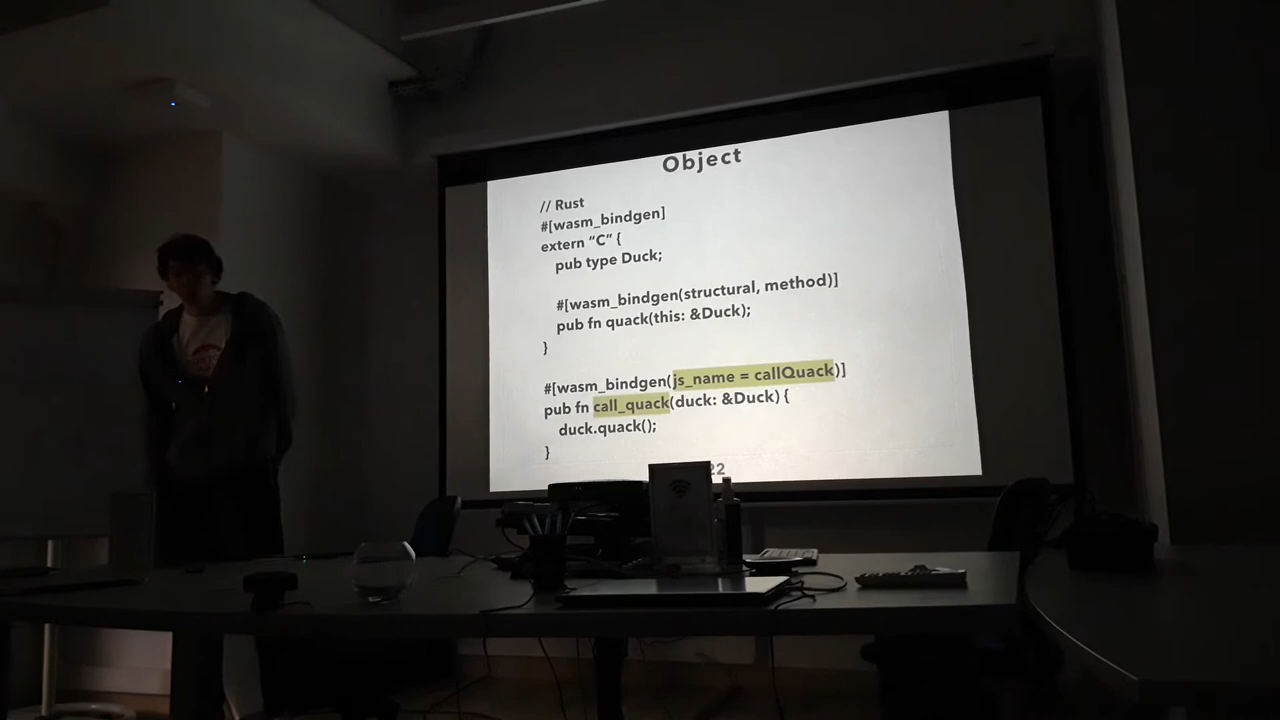 Object
// Rust
#[wasm_bindgen]
extern “C” {
pub type Duck;
#[wasm_bindgen(structural, method)]
pub fn quack(this: &Duck);
}
#[wasm_bindgen(js_name = callQuack)]
pub fn call_quack(duck: &Duck) {
duck.quack();
}
22